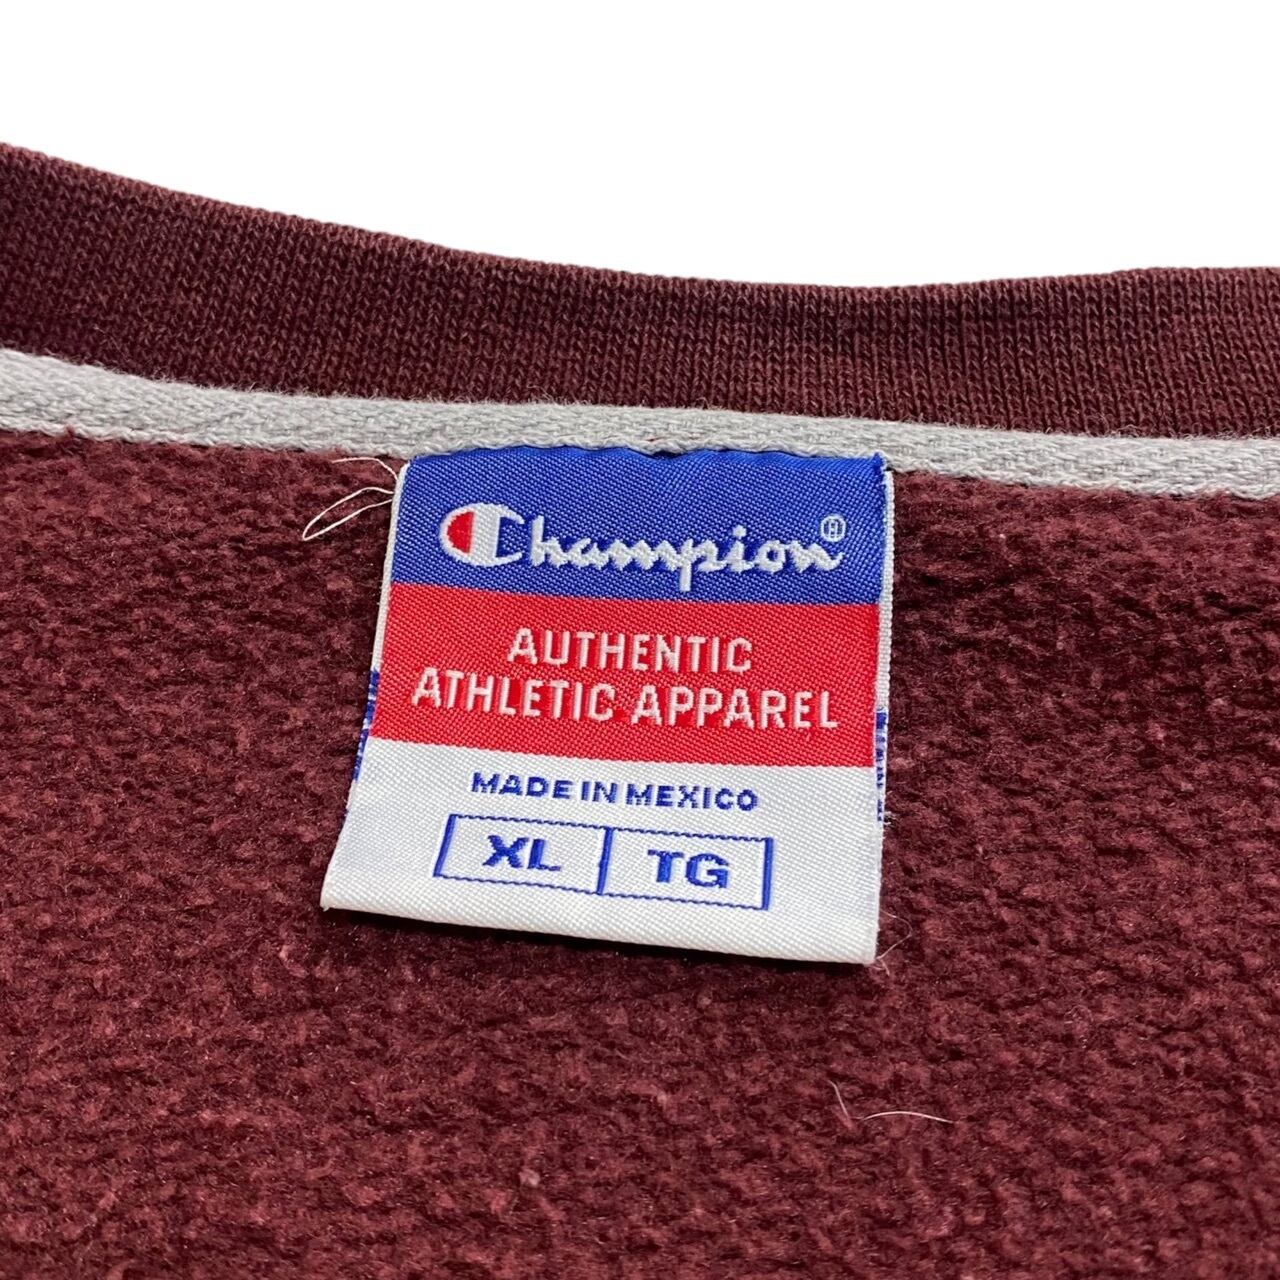 Champion®
AUTHENTIC
ATHLETIC APPAREL
MADE IN MEXICO
XL TG